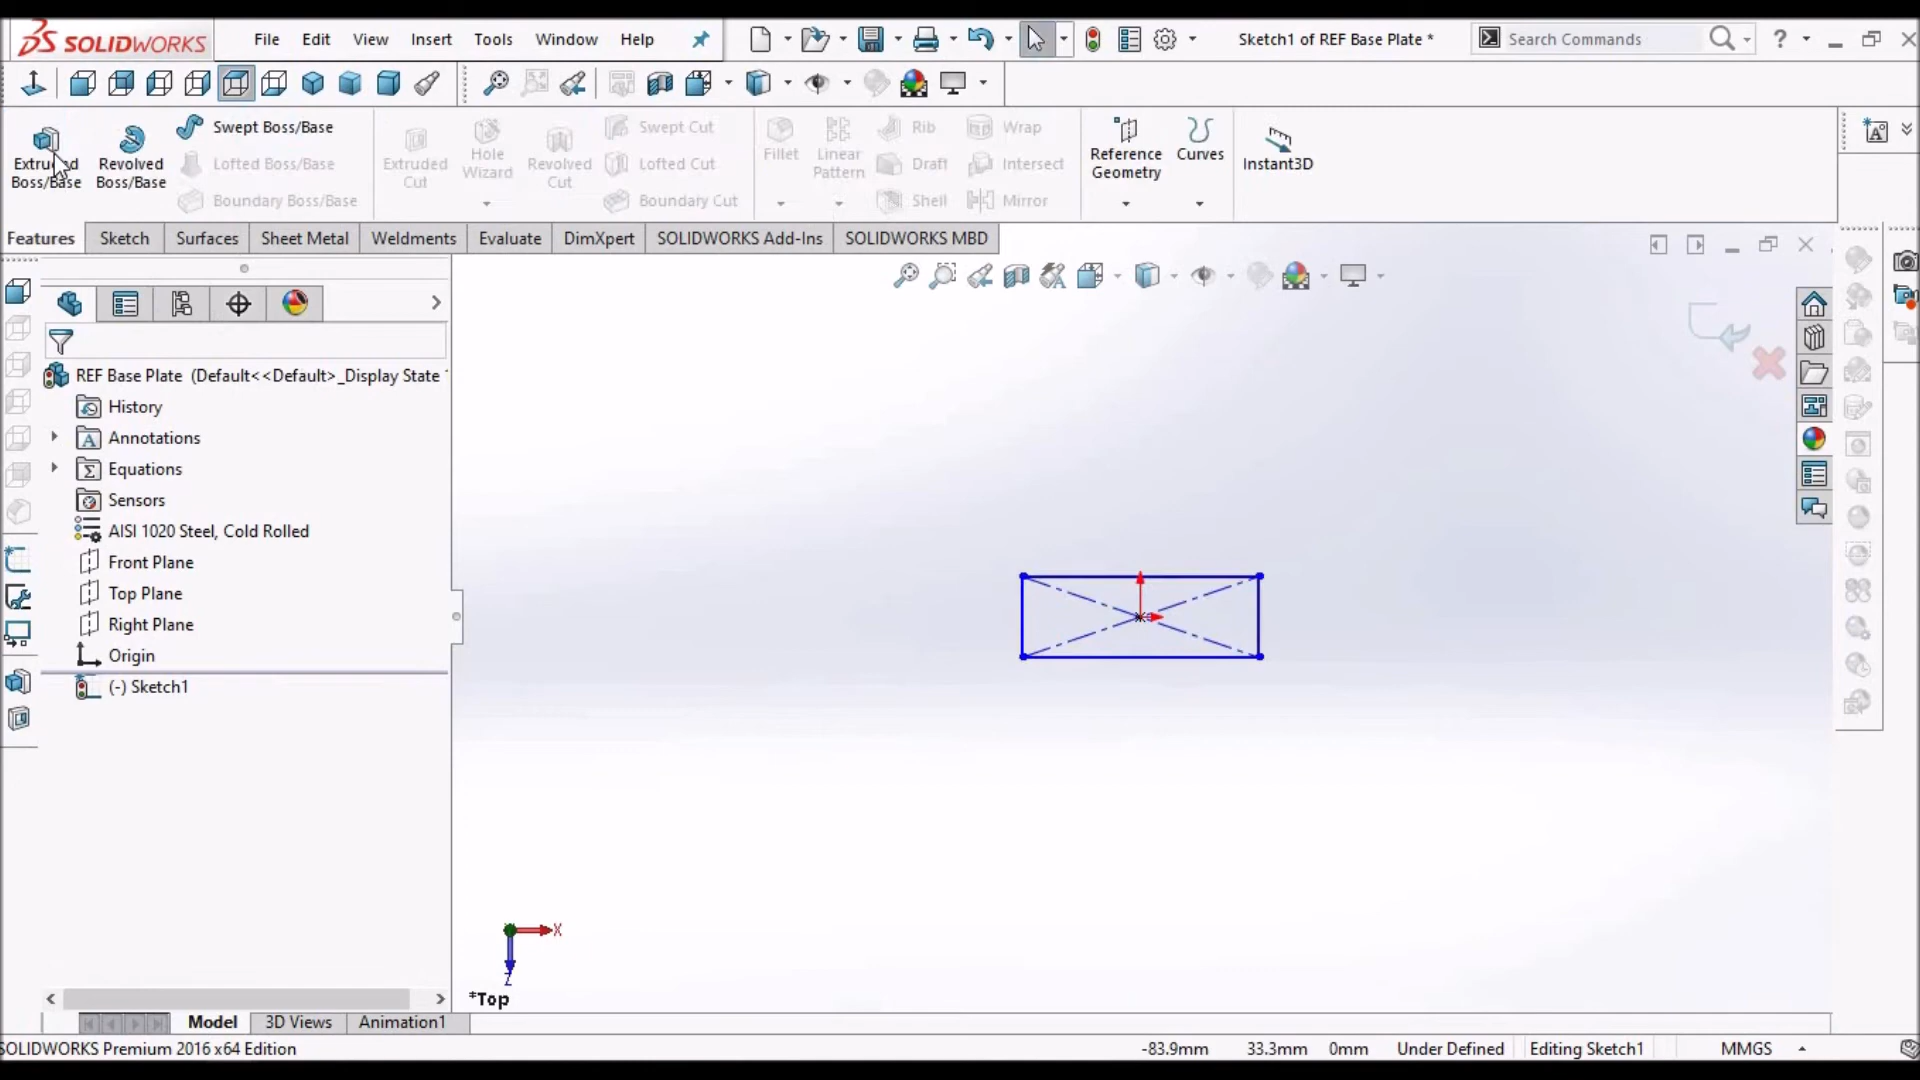 SOLIDWORKS
File Edit View Insert Tools Window Help
Sketch1 of REF Base Plate *
Search Commands
?
Extruded Boss/Base
Revolved Boss/Base
Swept Boss/Base
Lofted Boss/Base
Boundary Boss/Base
Extruded Cut
Hole Wizard
Revolved Cut
Swept Cut
Lofted Cut
Boundary Cut
Fillet
Linear Pattern
Rib
Draft
Shell
Wrap
Intersect
Mirror
Reference Geometry
Curves
Instant3D
Features Sketch Surfaces Sheet Metal Weldments Evaluate DimXpert SOLIDWORKS Add-Ins SOLIDWORKS MBD
REF Base Plate (Default<<Default>_Display State
History
Annotations
Equations
Sensors
AISI 1020 Steel, Cold Rolled
Front Plane
Top Plane
Right Plane
Origin
(-) Sketch1
X
Z
*Top
Model 3D Views Animation1
SOLIDWORKS Premium 2016 x64 Edition
-83.9mm 33.3mm 0mm Under Defined Editing Sketch1 MMGS